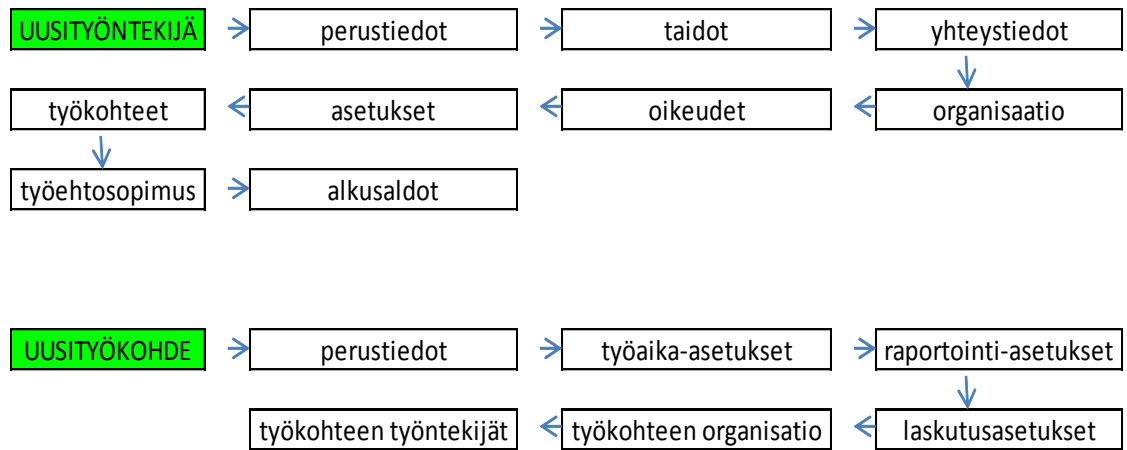 UUSITYÖNTEKIJÄ perustiedot taidot yhteystiedot
työkohteet asetukset oikeudet organisaatio
työehtosopimus alkusaldot
UUSITYÖKOHDE perustiedot työaika-asetukset raportointi-asetukset
työkohteen työntekijät työkohteen organisatio laskutusasetukset